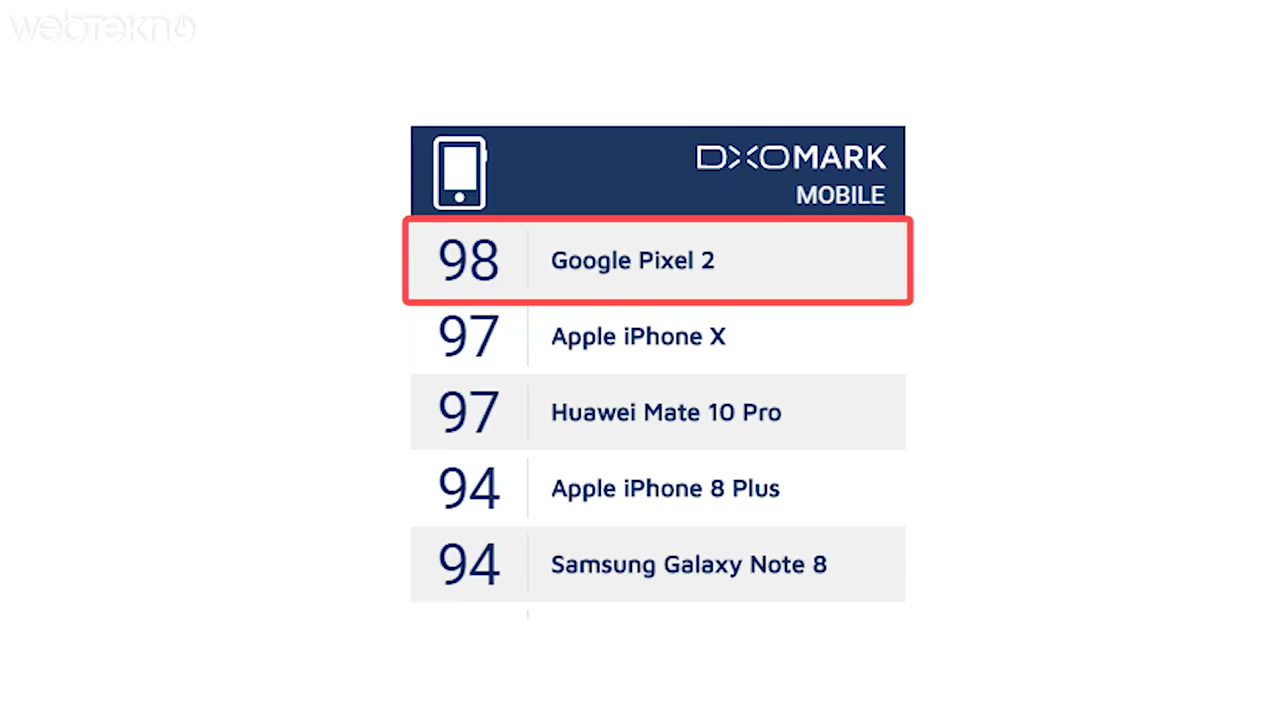 webtekno
DXOMARK
MOBILE
98 Google Pixel 2
97 Apple iPhone X
97 Huawei Mate 10 Pro
94 Apple iPhone 8 Plus
94 Samsung Galaxy Note 8